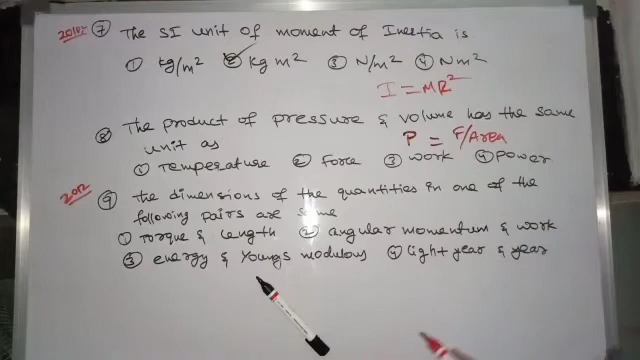 2010: ⑦ The SI unit of moment of Inertia is
① kg/m² ② kg m² ③ N/m² ④ Nm²
I = MR²
⑧ The product of pressure & volume has the same
unit as P = F/Area
① Temperature ② Force ③ work ④ Power
2012 ⑨ the dimensions of the quantities in one of the
following pairs are same
① Torque & Length ② angular momentum & work
③ energy & Youngs modulous ④ light year & year